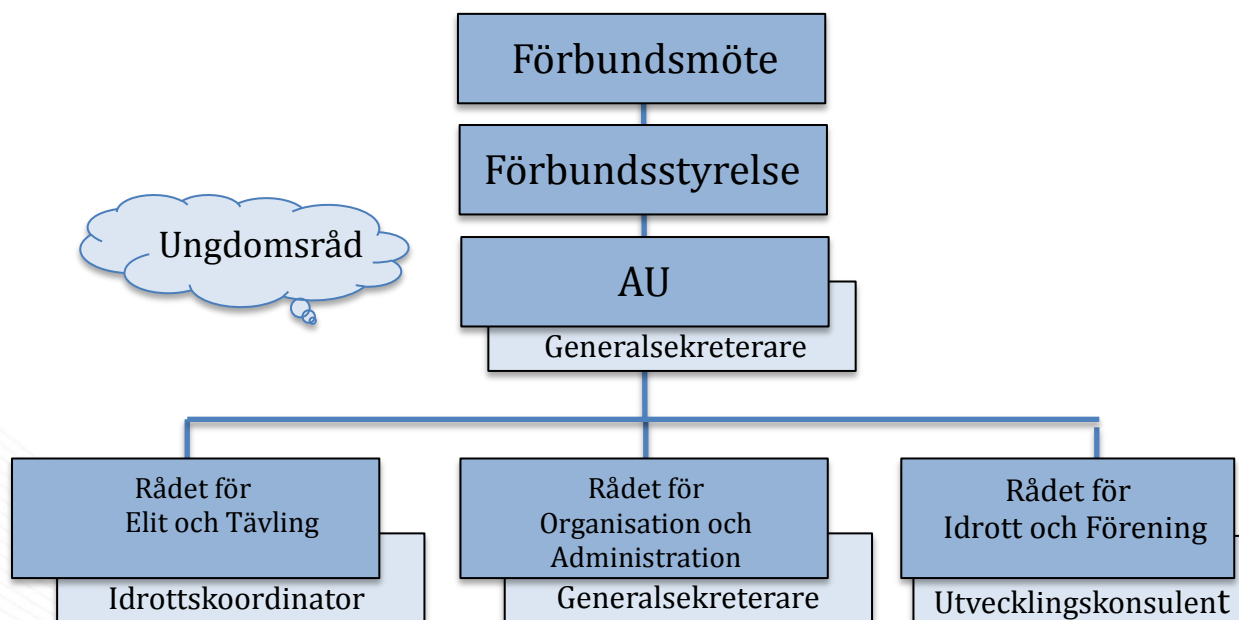 Förbundsmöte
Förbundsstyrelse
Ungdomsråd
AU
Generalsekreterare
Rådet för
Elit och Tävling
Idrottskoordinator
Rådet för
Organisation och
Administration
Generalsekreterare
Rådet för
Idrott och Förening
Utvecklingskonsulent